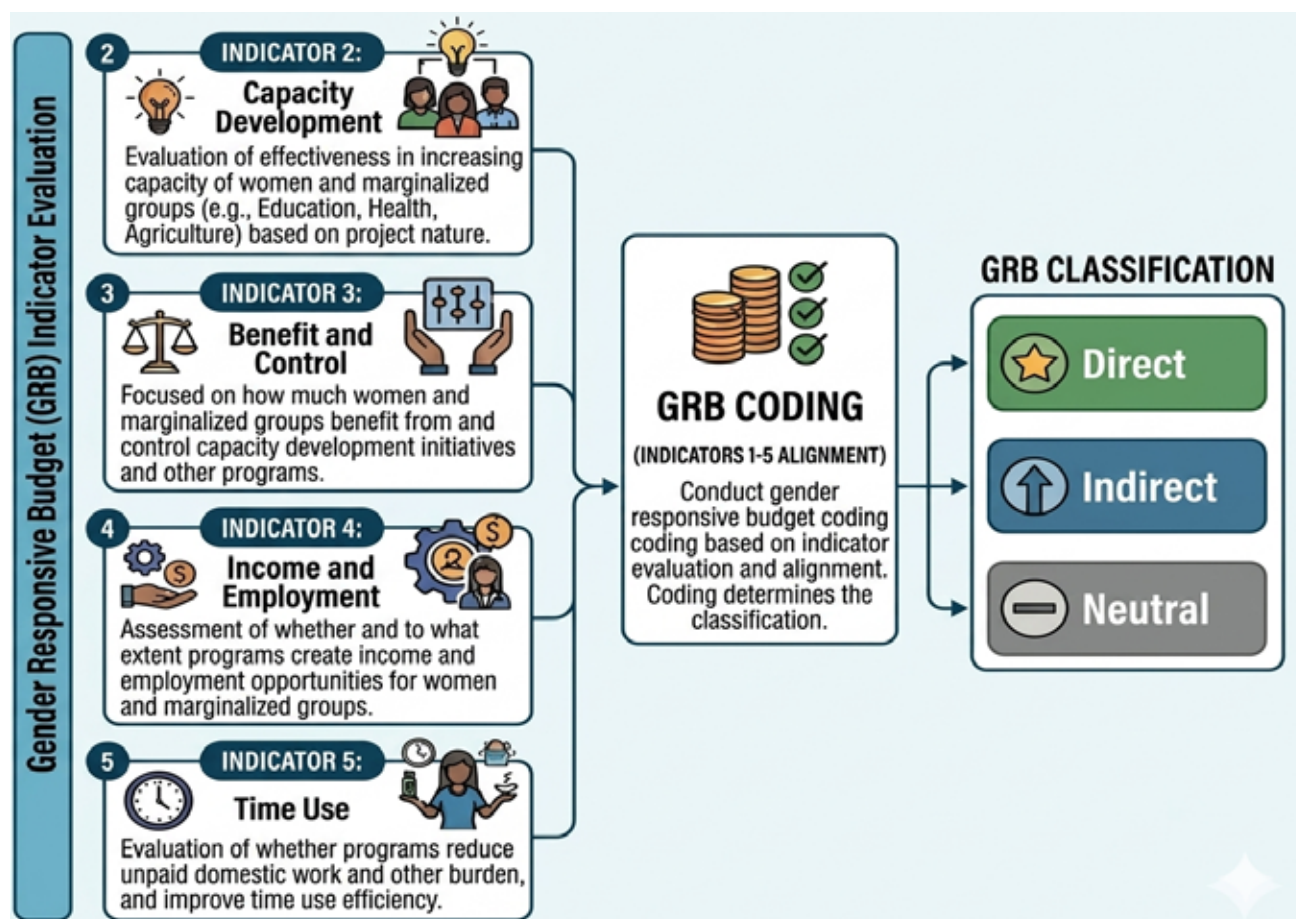 Gender Responsive Budget (GRB) Indicator Evaluation
2
INDICATOR 2:
Capacity
Development
Evaluation of effectiveness in increasing
capacity of women and marginalized
groups (e.g., Education, Health,
Agriculture) based on project nature.
3
INDICATOR 3:
Benefit and
Control
Focused on how much women and
marginalized groups benefit from and
control capacity development initiatives
and other programs.
4
INDICATOR 4:
$
$
Income and
Employment
Assessment of whether and to what
extent programs create income and
employment opportunities for women
and marginalized groups.
5
INDICATOR 5:
Time Use
Evaluation of whether programs reduce
unpaid domestic work and other burden,
and improve time use efficiency.
GRB CODING
(INDICATORS 1-5 ALIGNMENT)
Conduct gender
responsive budget coding
coding based on indicator
evaluation and alignment.
Coding determines the
classification.
GRB CLASSIFICATION
Direct
Indirect
Neutral